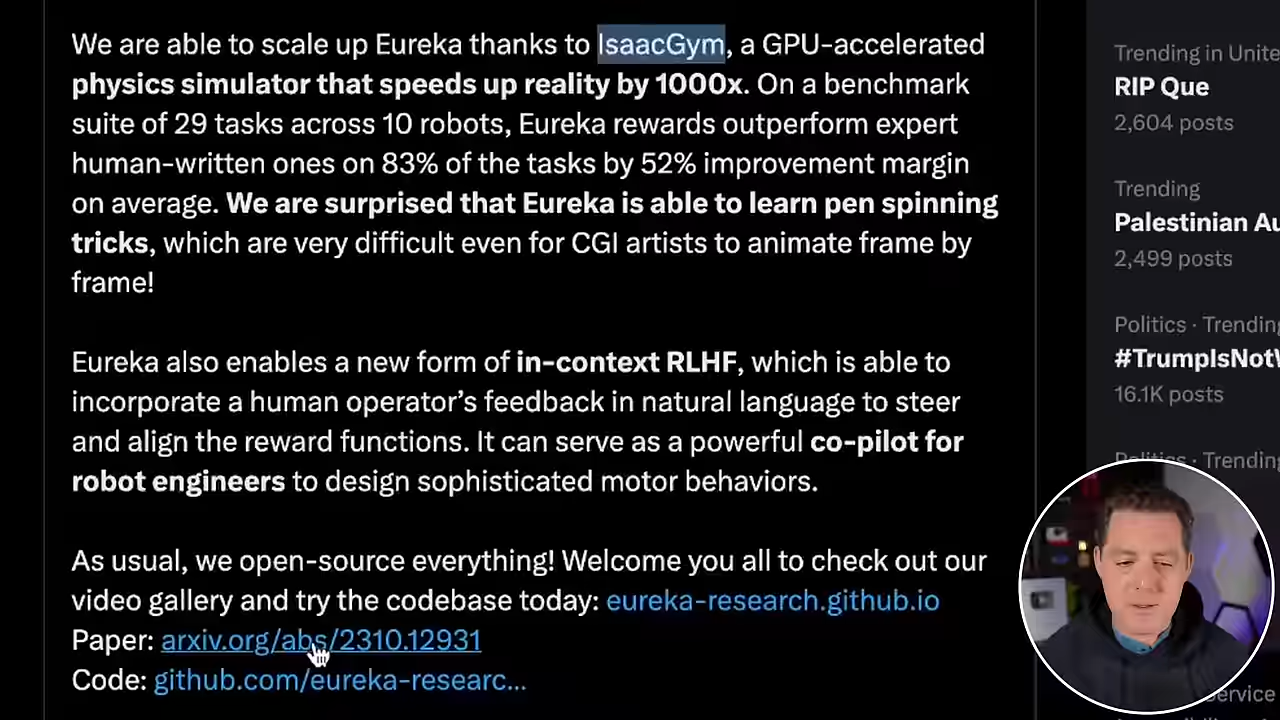 We are able to scale up Eureka thanks to IsaacGym, a GPU-accelerated
physics simulator that speeds up reality by 1000x. On a benchmark
suite of 29 tasks across 10 robots, Eureka rewards outperform expert
human-written ones on 83% of the tasks by 52% improvement margin
on average. We are surprised that Eureka is able to learn pen spinning
tricks, which are very difficult even for CGI artists to animate frame by
frame!
Eureka also enables a new form of in-context RLHF, which is able to
incorporate a human operator’s feedback in natural language to steer
and align the reward functions. It can serve as a powerful co-pilot for
robot engineers to design sophisticated motor behaviors.
As usual, we open-source everything! Welcome you all to check out our
video gallery and try the codebase today: eureka-research.github.io
Paper: arxiv.org/abs/2310.12931
Code: github.com/eureka-researc...
Trending in Unite
RIP Que
2,604 posts
Trending
Palestinian Au
2,499 posts
Politics · Trending
#TrumpIsNotW
16.1K posts
Politics · Trending
ervice